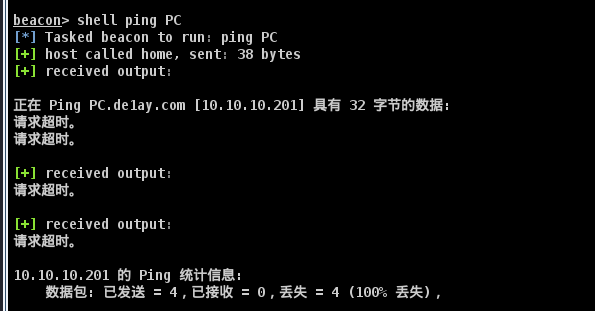 beacon> shell ping PC
[*] Tasked beacon to run: ping PC
[+] host called home, sent: 38 bytes
[+] received output:
正在 Ping PC.de1ay.com [10.10.10.201] 具有 32 字节的数据:
请求超时。
请求超时。
[+] received output:
请求超时。
[+] received output:
请求超时。
10.10.10.201 的 Ping 统计信息:
数据包: 已发送 = 4，已接收 = 0，丢失 = 4 (100% 丢失)，